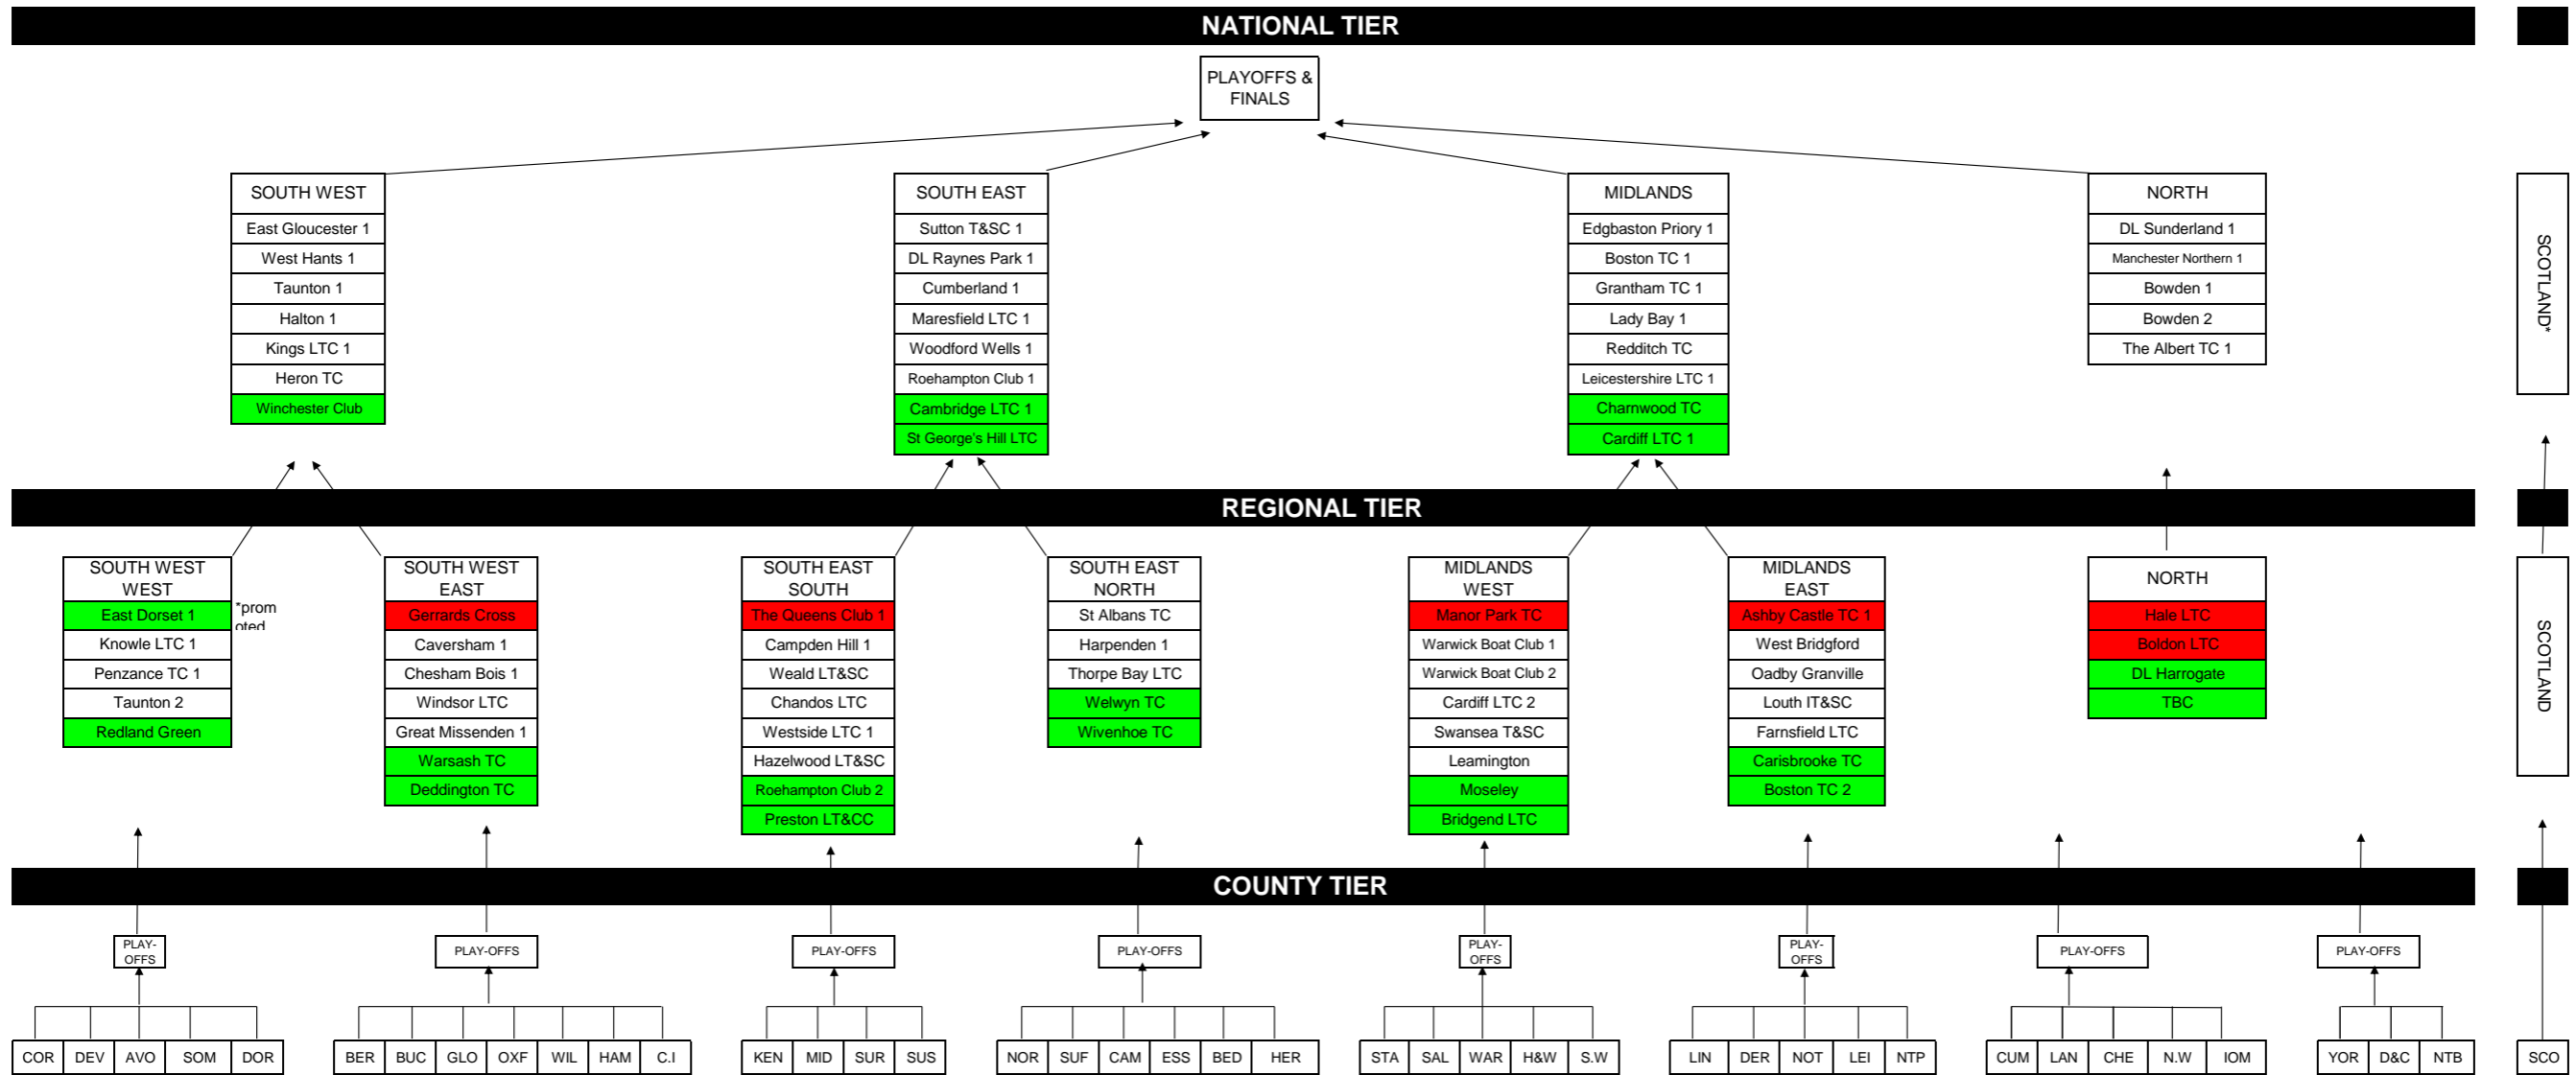 NATIONAL TIER
PLAYOFFS &
FINALS
SOUTH WEST
East Gloucester 1
West Hants 1
Taunton 1
Halton 1
Kings LTC 1
Heron TC
Winchester Club
SOUTH EAST
Sutton T&SC 1
DL Raynes Park 1
Cumberland 1
Maresfield LTC 1
Woodford Wells 1
Roehampton Club 1
Cambridge LTC 1
St George's Hill LTC
MIDLANDS
Edgbaston Priory 1
Boston TC 1
Grantham TC 1
Lady Bay 1
Redditch TC
Leicestershire LTC 1
Charnwood TC
Cardiff LTC 1
NORTH
DL Sunderland 1
Manchester Northern 1
Bowden 1
Bowden 2
The Albert TC 1
SCOTLAND*
REGIONAL TIER
SOUTH WEST
WEST
East Dorset 1
*prom
oted
Knowle LTC 1
Penzance TC 1
Taunton 2
Redland Green
SOUTH WEST
EAST
Gerrards Cross
Caversham 1
Chesham Bois 1
Windsor LTC
Great Missenden 1
Warsash TC
Deddington TC
SOUTH EAST
SOUTH
The Queens Club 1
Campden Hill 1
Weald LT&SC
Chandos LTC
Westside LTC 1
Hazelwood LT&SC
Roehampton Club 2
Preston LT&CC
SOUTH EAST
NORTH
St Albans TC
Harpenden 1
Thorpe Bay LTC
Welwyn TC
Wivenhoe TC
MIDLANDS
WEST
Manor Park TC
Warwick Boat Club 1
Warwick Boat Club 2
Cardiff LTC 2
Swansea T&SC
Leamington
Moseley
Bridgend LTC
MIDLANDS
EAST
Ashby Castle TC 1
West Bridgford
Oadby Granville
Louth IT&SC
Farnsfield LTC
Carisbrooke TC
Boston TC 2
NORTH
Hale LTC
Boldon LTC
DL Harrogate
TBC
SCOTLAND
COUNTY TIER
PLAY-
OFFS
PLAY-OFFS
PLAY-OFFS
PLAY-OFFS
PLAY-
OFFS
PLAY-
OFFS
PLAY-OFFS
PLAY-OFFS
COR DEV AVO SOM DOR
BER BUC GLO OXF WIL HAM C.I
KEN MID SUR SUS
NOR SUF CAM ESS BED HER
STA SAL WAR H&W S.W
LIN DER NOT LEI NTP
CUM LAN CHE N.W IOM
YOR D&C NTB
SCO